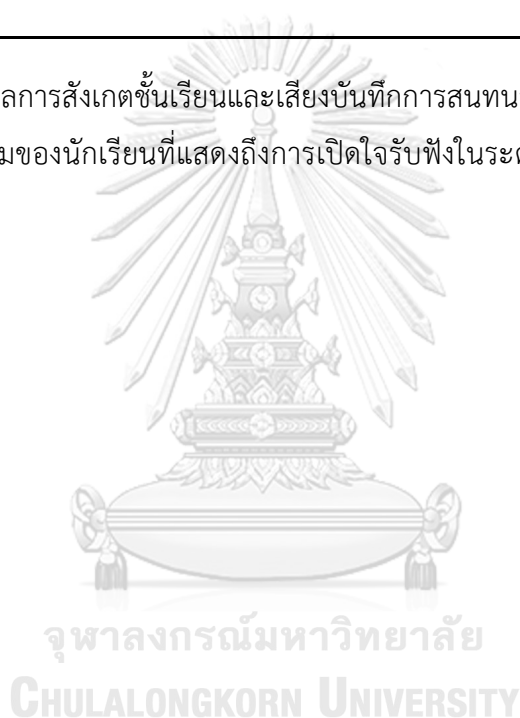 ลการสังเกตชั้นเรียนและเสียงบันทึกการสนทน
มของนักเรียนที่แสดงถึงการเปิดใจรับฟังในระด
จุฬาลงกรณ์มหาวิทยาลัย
CHULALONGKORN UNIVERSITY